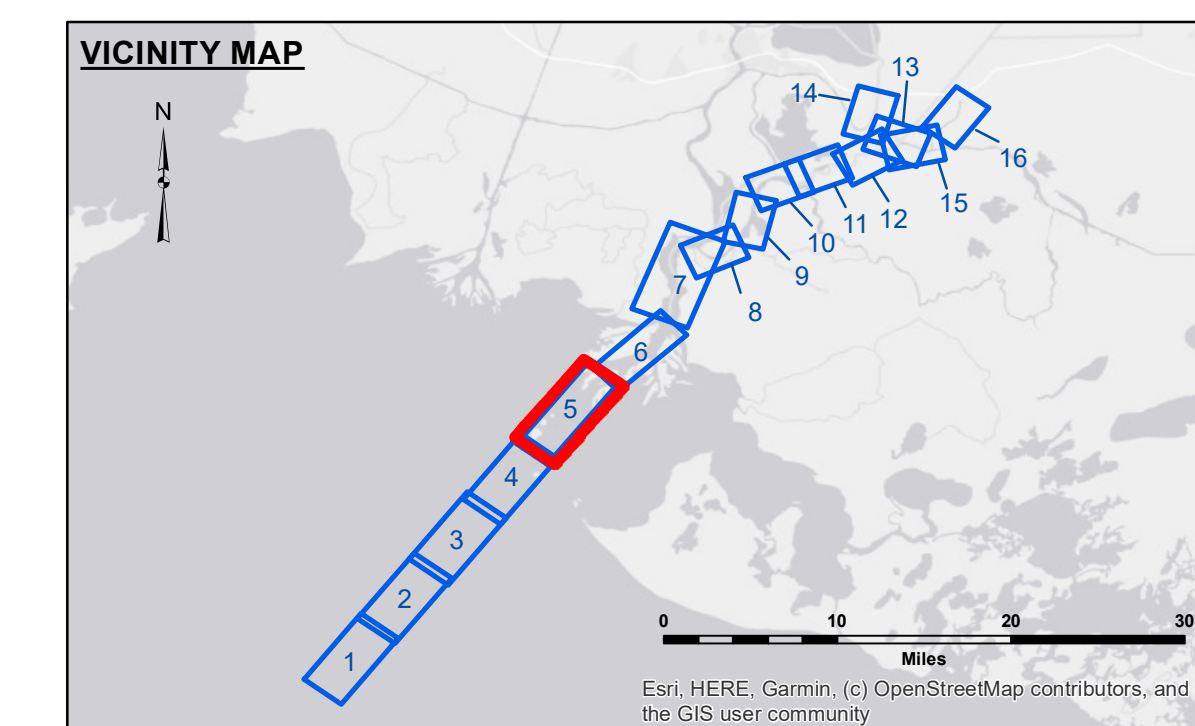 VICINITY MAP
N
13
14
16
15
12
11
10
9
8
7
6
5
4
3
2
1
0 10 20 30
Miles
Esri, HERE, Garmin, (c) OpenStreetMap contributors, and
the GIS user community